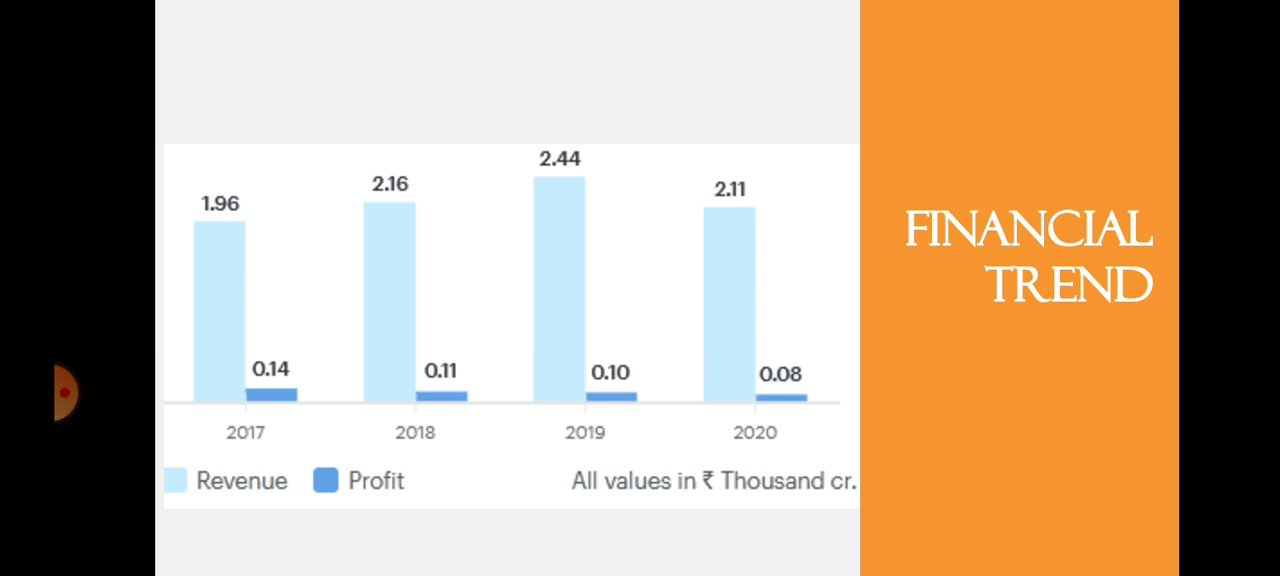 2.44
2.16
2.11
1.96
0.14
0.11
0.10
0.08
2017 2018 2019 2020
Revenue Profit All values in ₹ Thousand cr.
FINANCIAL
TREND